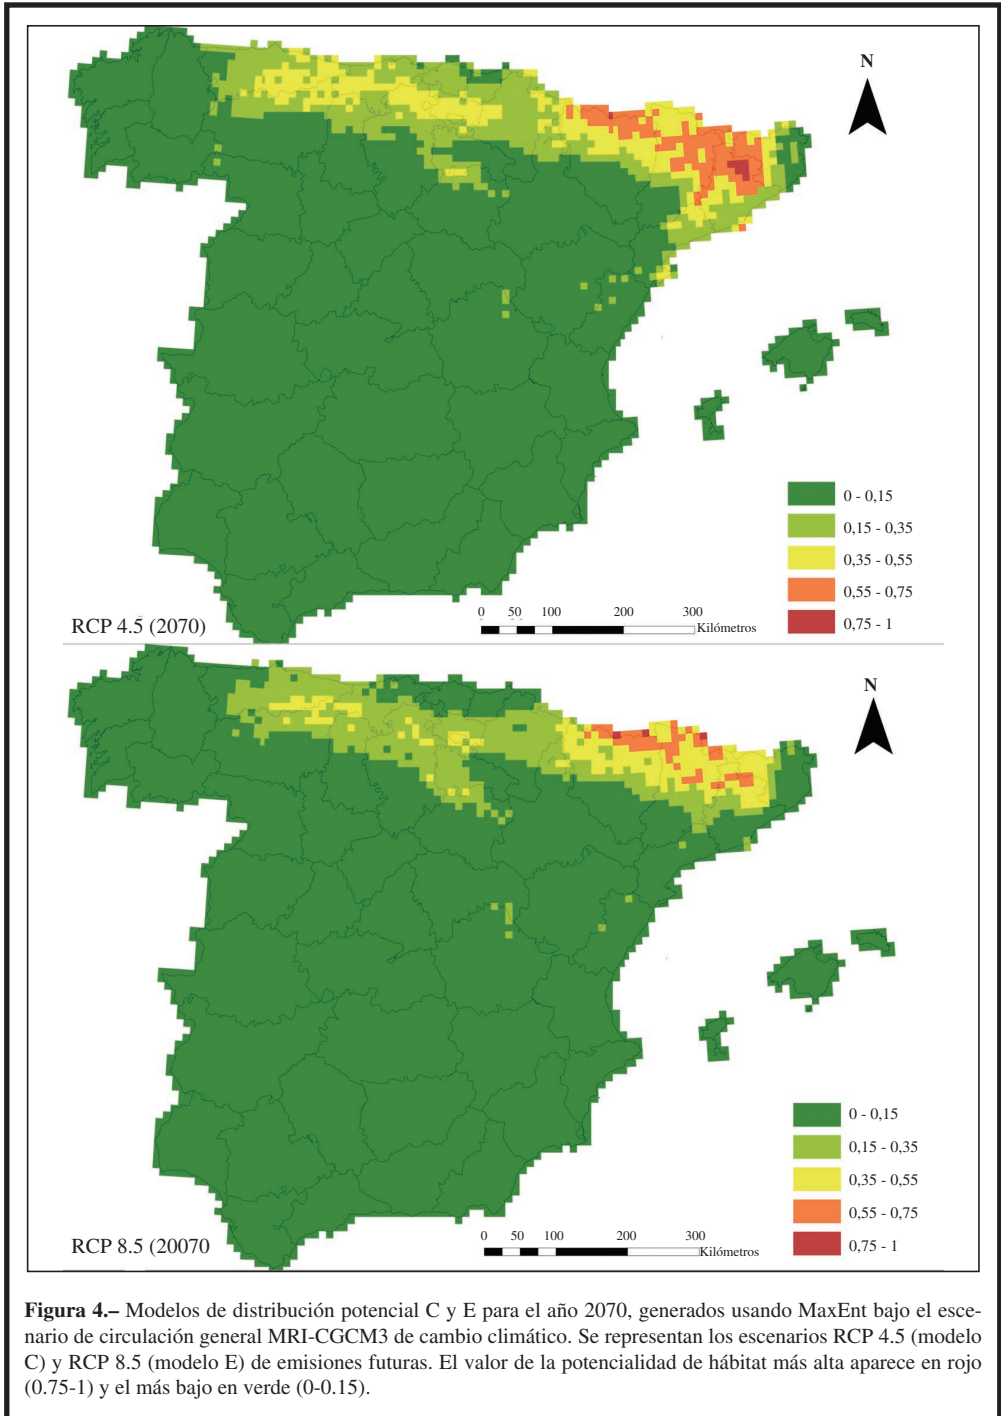 N
0 - 0,15
0,15 - 0,35
0,35 - 0,55
0,55 - 0,75
0,75 - 1
0 50 100 200 300
Kilómetros
RCP 4.5 (2070)
N
0 - 0,15
0,15 - 0,35
0,35 - 0,55
0,55 - 0,75
0,75 - 1
0 50 100 200 300
Kilómetros
RCP 8.5 (20070
Figura 4.– Modelos de distribución potencial C y E para el año 2070, generados usando MaxEnt bajo el esce-
nario de circulación general MRI-CGCM3 de cambio climático. Se representan los escenarios RCP 4.5 (modelo
C) y RCP 8.5 (modelo E) de emisiones futuras. El valor de la potencialidad de hábitat más alta aparece en rojo
(0.75-1) y el más bajo en verde (0-0.15).